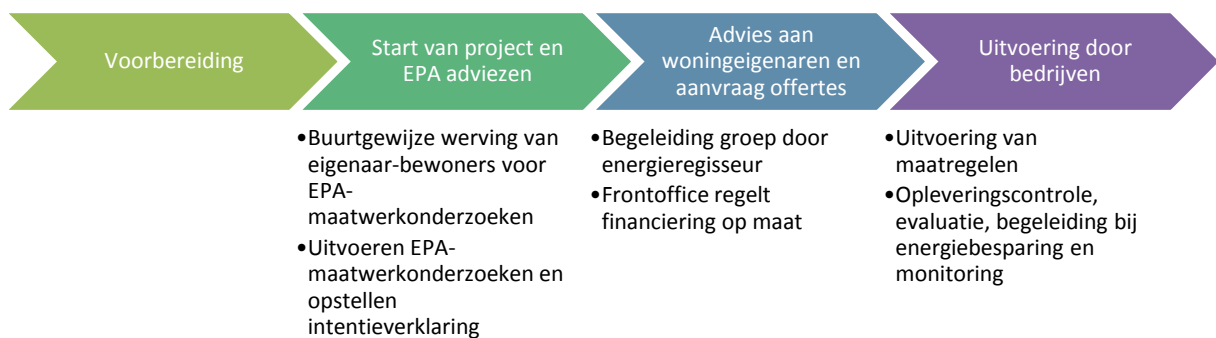 Voorbereiding
Start van project en
EPA adviezen
Advies aan
woningeigenaren en
aanvraag offertes
Uitvoering door
bedrijven
•Buurtgewijze werving van
eigenaar-bewoners voor
EPA-
maatwerkonderzoeken
•Uitvoeren EPA-
maatwerkonderzoeken en
opstellen
intentieverklaring
•Begeleiding groep door
energieregisseur
•Frontoffice regelt
financiering op maat
•Uitvoering van
maatregelen
•Opleveringscontrole,
evaluatie, begeleiding bij
energiebesparing en
monitoring